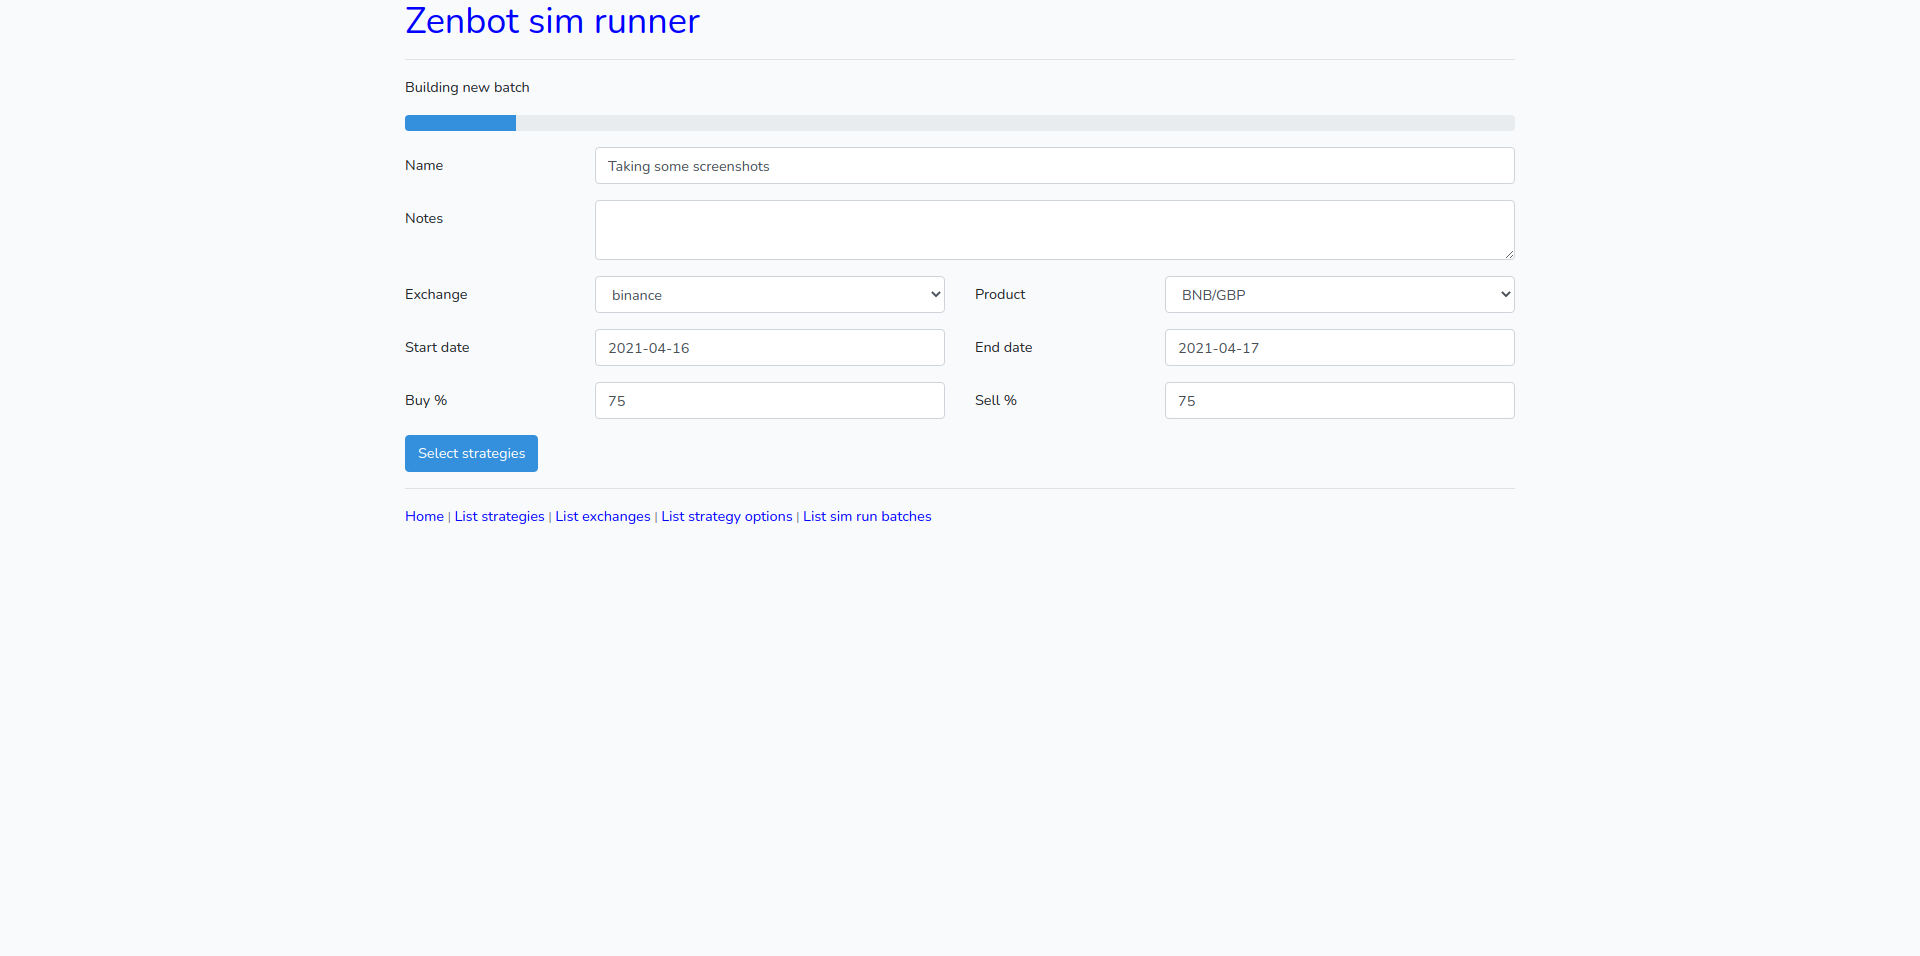 Zenbot sim runner
Building new batch
Name Taking some screenshots
Notes
Exchange binance Product BNB/GBP
Start date 2021-04-16 End date 2021-04-17
Buy % 75 Sell % 75
Select strategies
Home | List strategies | List exchanges | List strategy options | List sim run batches